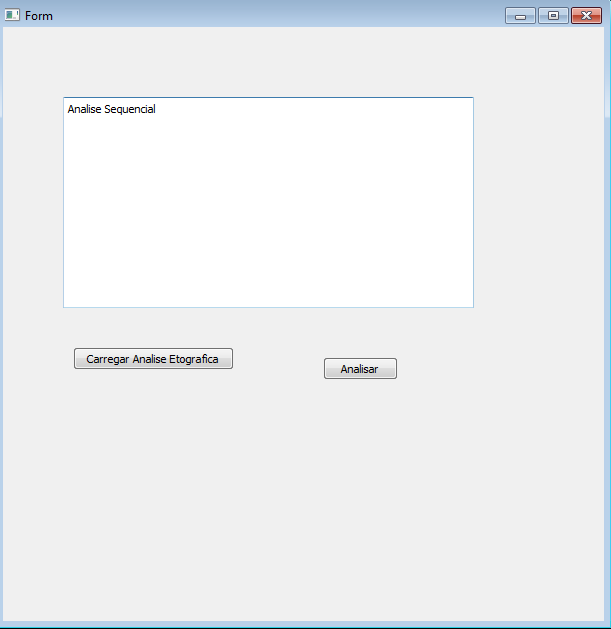 Form
Analise Sequencial
Carregar Analise Etografica
Analisar